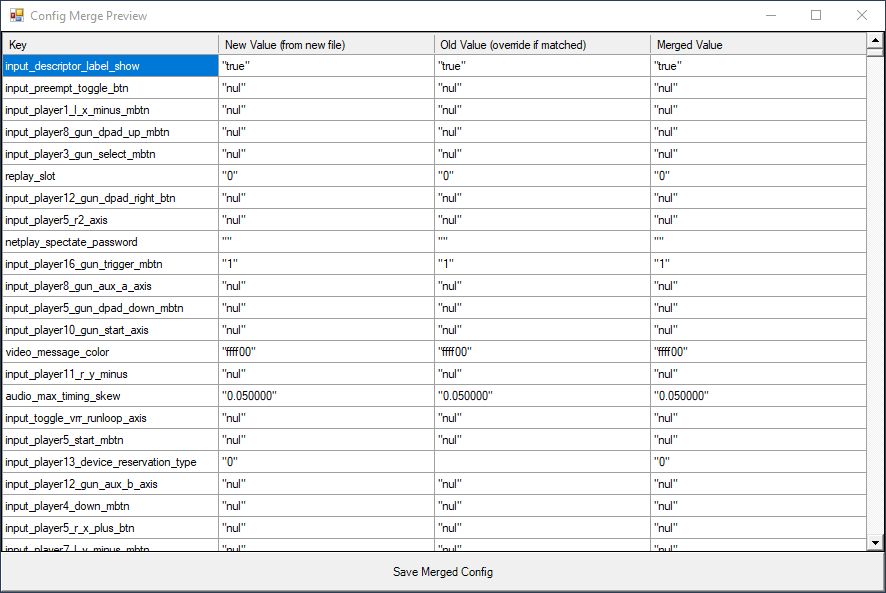 Config Merge Preview
Key New Value (from new file) Old Value (override if matched) Merged Value
input_descriptor_label_show "true" "true" "true"
input_preempt_toggle_btn "nul" "nul" "nul"
input_player1_l_x_minus_mbtn "nul" "nul" "nul"
input_player8_gun_dpad_up_mbtn "nul" "nul" "nul"
input_player3_gun_select_mbtn "nul" "nul" "nul"
replay_slot "0" "0" "0"
input_player12_gun_dpad_right_btn "nul" "nul" "nul"
input_player5_r2_axis "nul" "nul" "nul"
netplay_spectate_password "" "" ""
input_player16_gun_trigger_mbtn "1" "1" "1"
input_player8_gun_aux_a_axis "nul" "nul" "nul"
input_player5_gun_dpad_down_mbtn "nul" "nul" "nul"
input_player10_gun_start_axis "nul" "nul" "nul"
video_message_color "ffff00" "ffff00" "ffff00"
input_player11_r_y_minus "nul" "nul" "nul"
audio_max_timing_skew "0.050000" "0.050000" "0.050000"
input_toggle_vrr_runloop_axis "nul" "nul" "nul"
input_player5_start_mbtn "nul" "nul" "nul"
input_player13_device_reservation_type "0" "0"
input_player12_gun_aux_b_axis "nul" "nul" "nul"
input_player4_down_mbtn "nul" "nul" "nul"
input_player5_r_x_plus_btn "nul" "nul" "nul"
input_player7_l_y_minus_mbtn "nul" "nul" "nul"
Save Merged Config